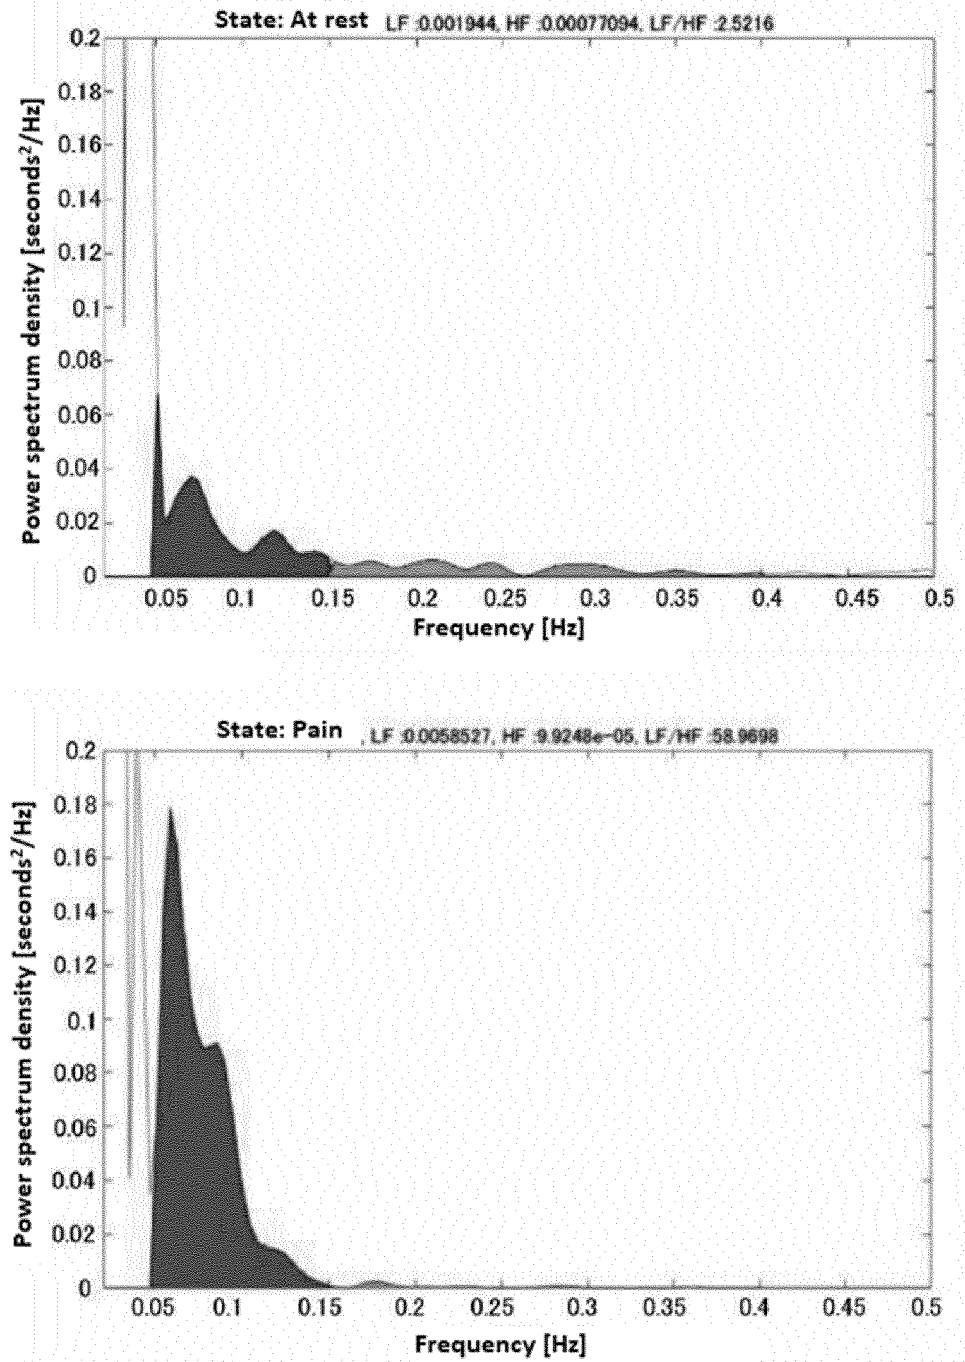 State: At rest LF :0.001944, HF :0.00077094, LF/HF :2.5216
Power spectrum density [seconds²/Hz]
0.2
0.18
0.16
0.14
0.12
0.1
0.08
0.06
0.04
0.02
0
0.05 0.1 0.15 0.2 0.25 0.3 0.35 0.4 0.45 0.5
Frequency [Hz]
State: Pain , LF :0.0058527, HF :9.9248e-05, LF/HF :58.9698
Power spectrum density [seconds²/Hz]
0.2
0.18
0.16
0.14
0.12
0.1
0.08
0.06
0.04
0.02
0
0.05 0.1 0.15 0.2 0.25 0.3 0.35 0.4 0.45 0.5
Frequency [Hz]